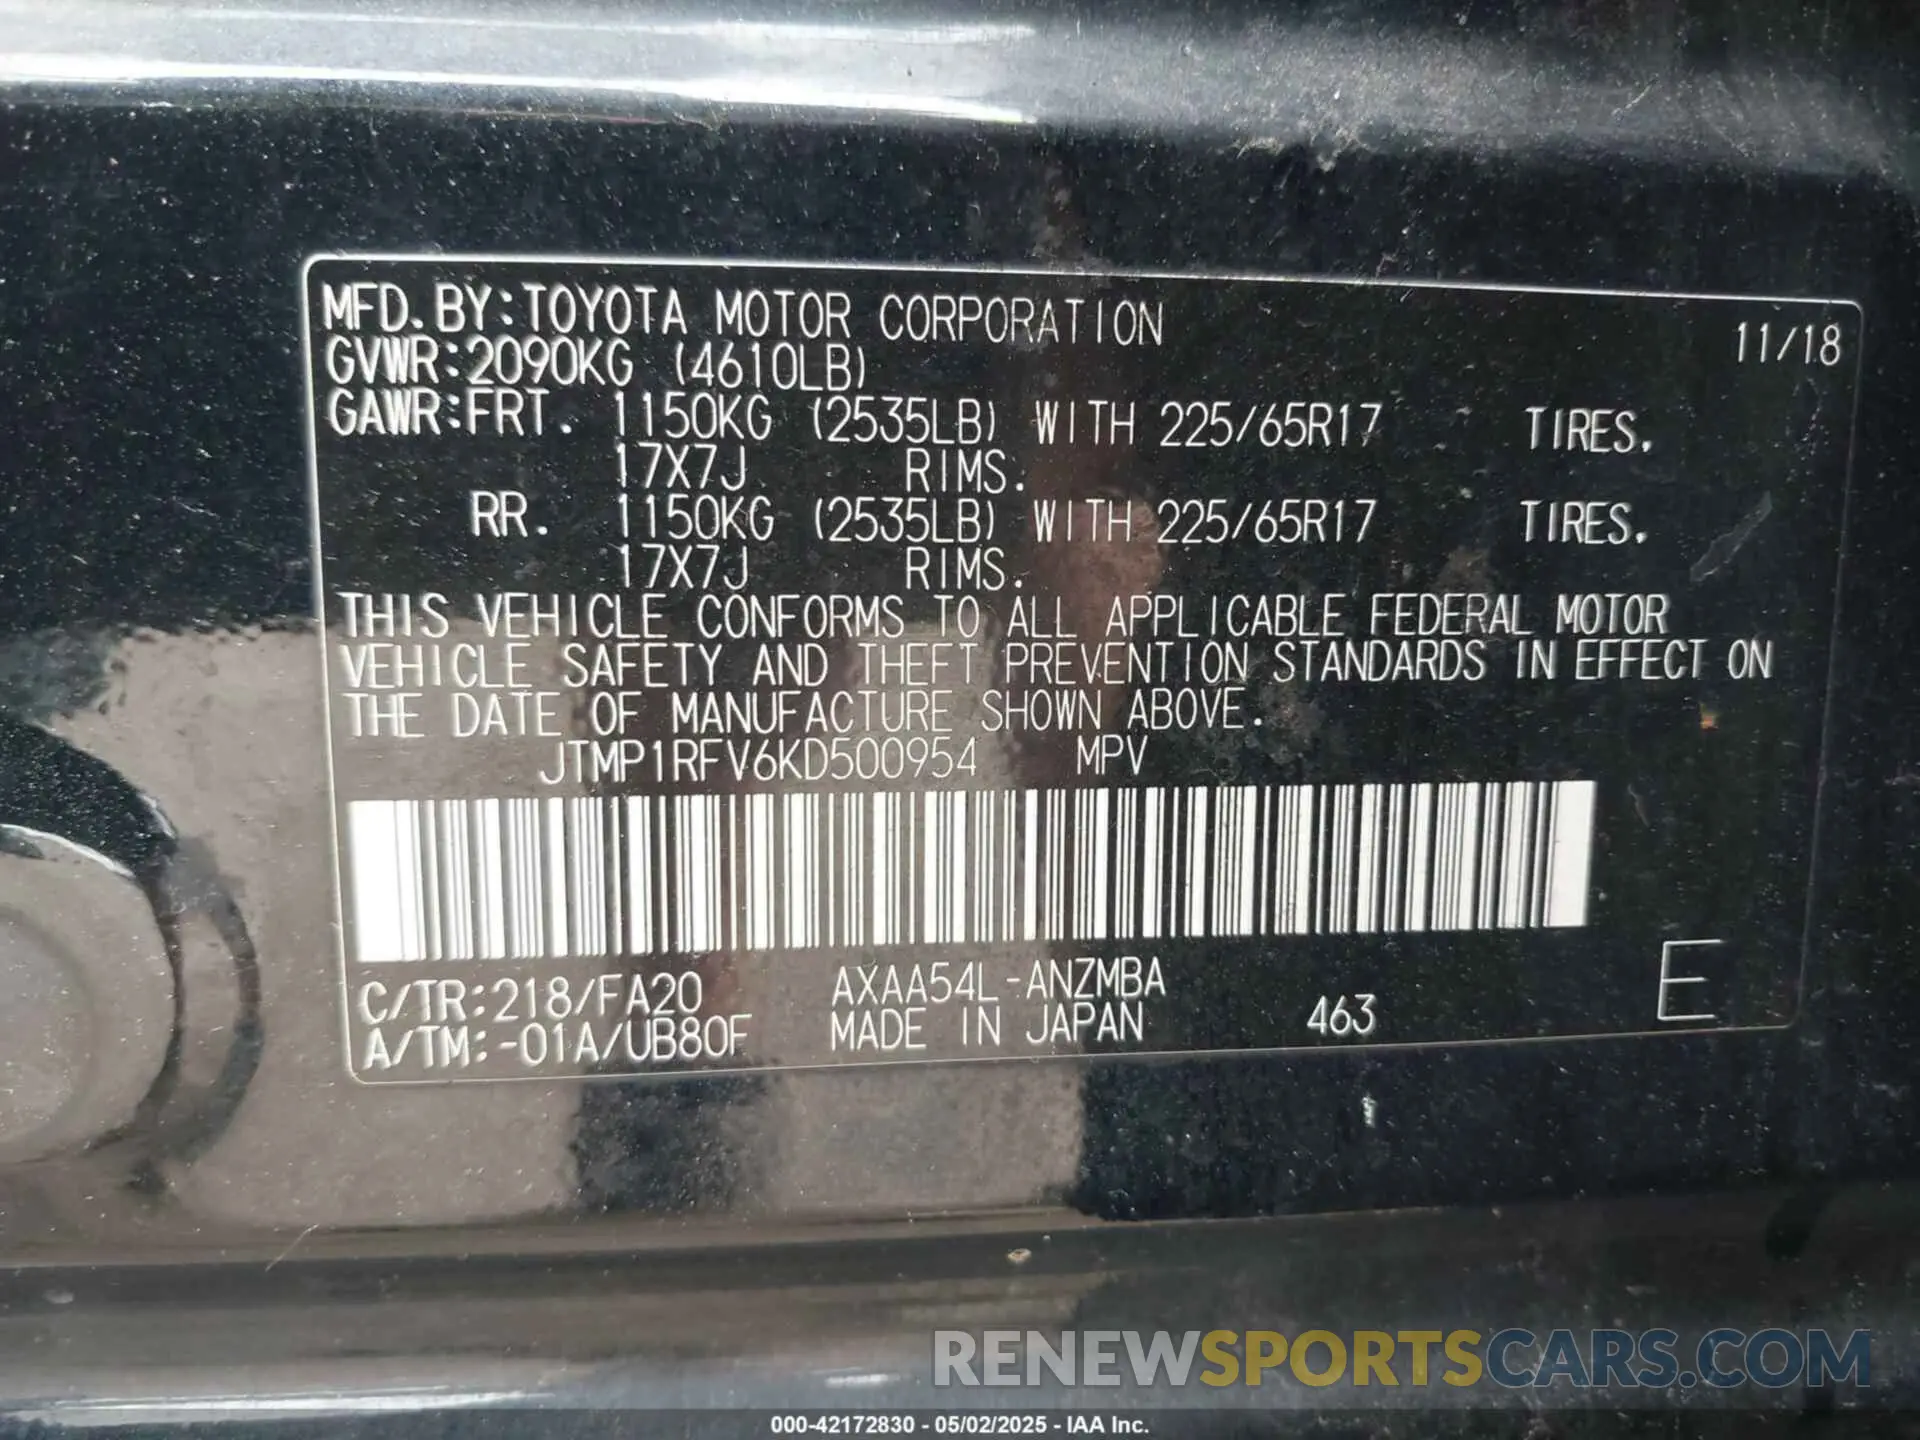 MFD.BY:TOYOTA MOTOR CORPORATION 11/18
GVWR:2090KG (4610LB)
GAWR:FRT. 1150KG (2535LB) WITH 225/65R17 TIRES.
17X7J RIMS.
RR. 1150KG (2535LB) WITH 225/65R17 TIRES.
17X7J RIMS.
THIS VEHICLE CONFORMS TO ALL APPLICABLE FEDERAL MOTOR
VEHICLE SAFETY AND THEFT PREVENTION STANDARDS IN EFFECT ON
THE DATE OF MANUFACTURE SHOWN ABOVE.
JTMP1RFV6KD500954 MPV
C/TR:218/FA20 AXAA54L-ANZMBA
A/TM:-01A/UB80F MADE IN JAPAN 463 E
RENEWSPORTSCARS.COM
000-42172830 - 05/02/2025 - IAA Inc.